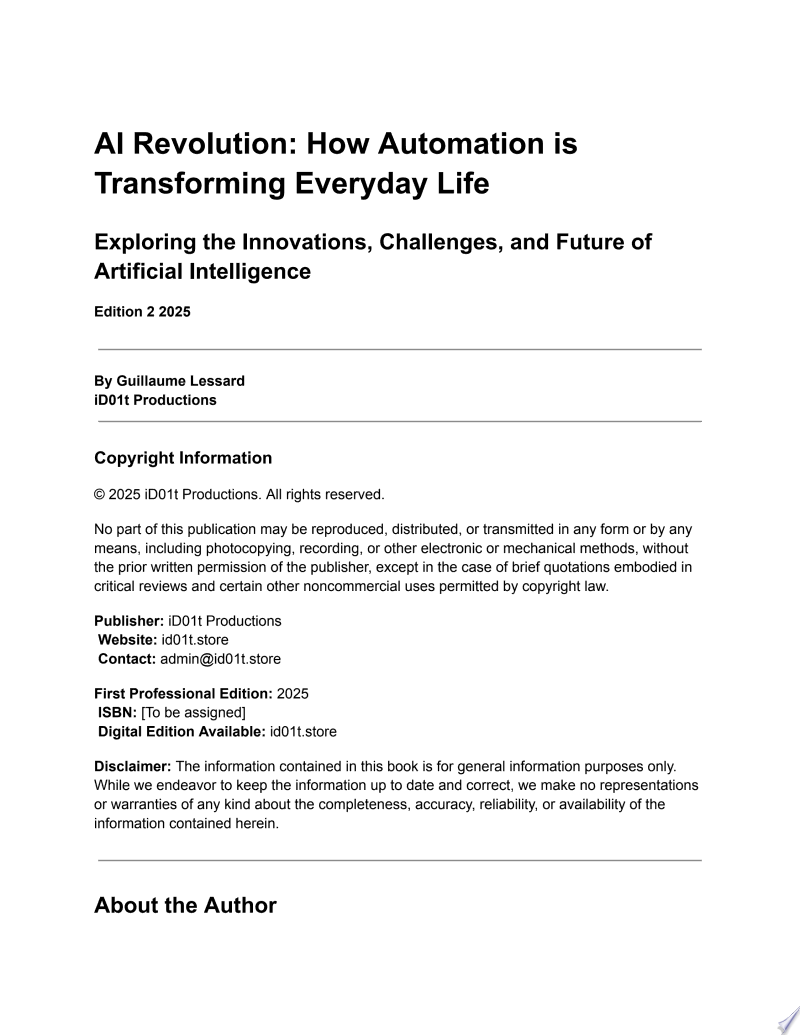 AI Revolution: How Automation is
Transforming Everyday Life
Exploring the Innovations, Challenges, and Future of
Artificial Intelligence
Edition 2 2025
By Guillaume Lessard
iD01t Productions
Copyright Information
© 2025 iD01t Productions. All rights reserved.
No part of this publication may be reproduced, distributed, or transmitted in any form or by any
means, including photocopying, recording, or other electronic or mechanical methods, without
the prior written permission of the publisher, except in the case of brief quotations embodied in
critical reviews and certain other noncommercial uses permitted by copyright law.
Publisher: iD01t Productions
Website: id01t.store
Contact: admin@id01t.store
First Professional Edition: 2025
ISBN: [To be assigned]
Digital Edition Available: id01t.store
Disclaimer: The information contained in this book is for general information purposes only.
While we endeavor to keep the information up to date and correct, we make no representations
or warranties of any kind about the completeness, accuracy, reliability, or availability of the
information contained herein.
About the Author